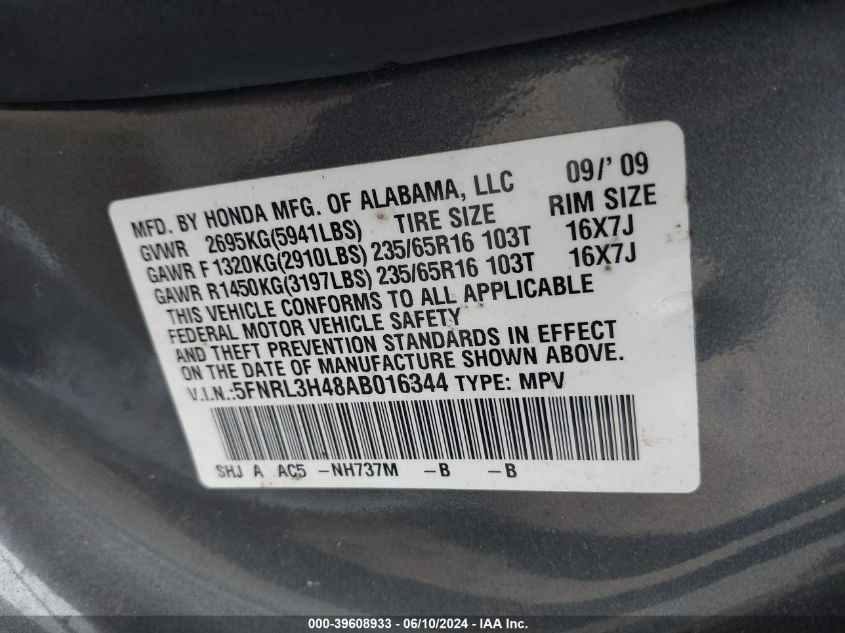 MFD. BY HONDA MFG. OF ALABAMA, LLC 09/' 09
GVWR 2695KG(5941LBS) TIRE SIZE RIM SIZE
GAWR F1320KG(2910LBS) 235/65R16 103T 16X7J
GAWR R1450KG(3197LBS) 235/65R16 103T 16X7J
THIS VEHICLE CONFORMS TO ALL APPLICABLE
FEDERAL MOTOR VEHICLE SAFETY
AND THEFT PREVENTION STANDARDS IN EFFECT
ON THE DATE OF MANUFACTURE SHOWN ABOVE.
V.I.N.:5FNRL3H48AB016344 TYPE: MPV
SHJ A AC5 -NH737M -B -B
000-39608933 - 06/10/2024 - IAA Inc.